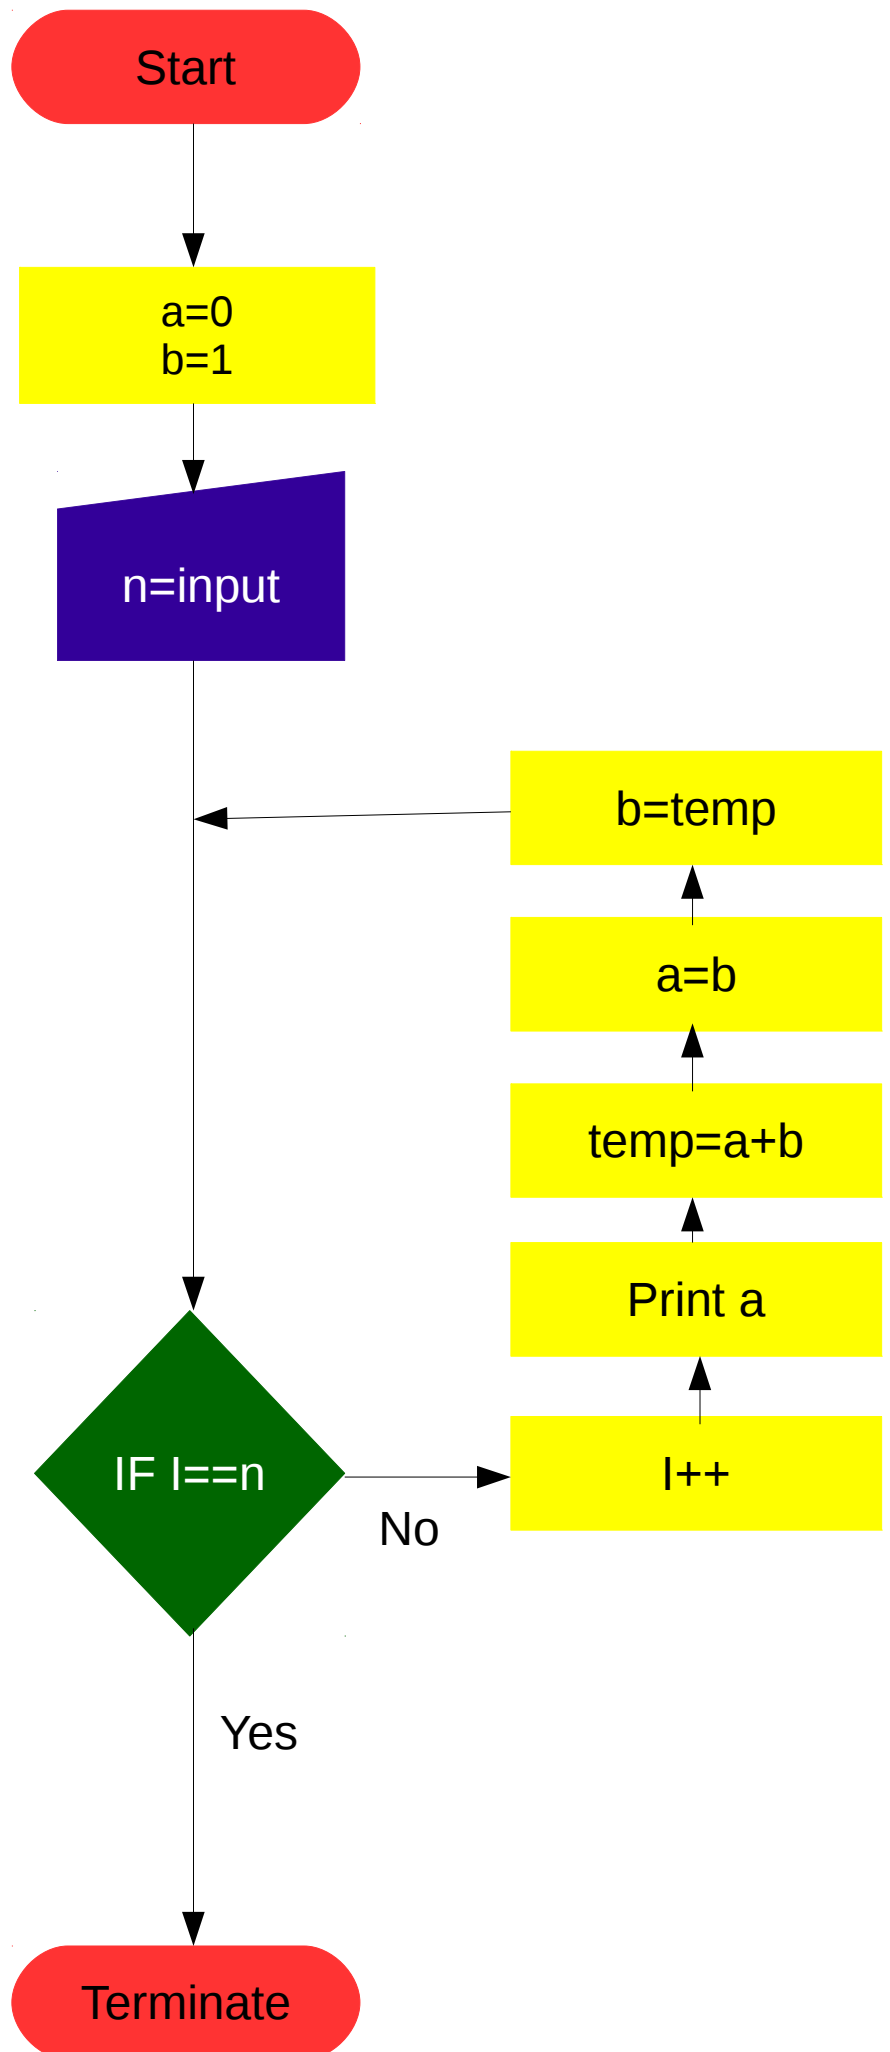 Start
a=0
b=1
n=input
b=temp
a=b
temp=a+b
Print a
IF I==n
I++
No
Yes
Terminate